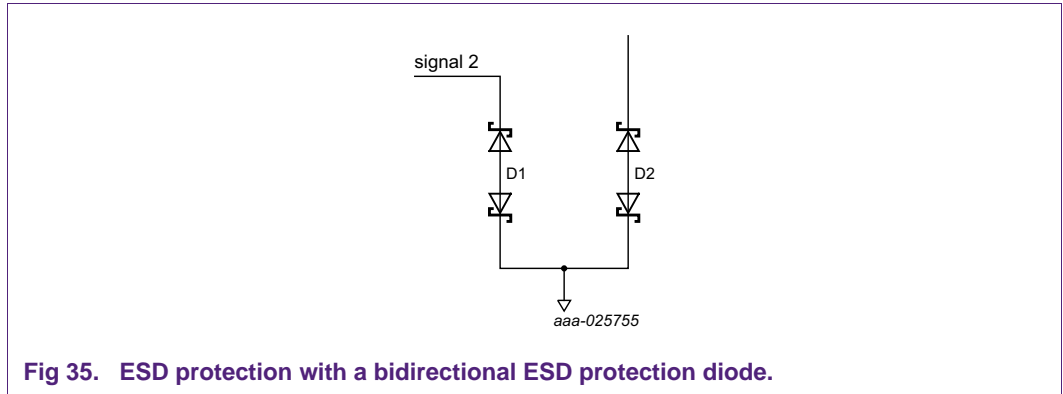 signal 2
D1
D2
aaa-025755
Fig 35. ESD protection with a bidirectional ESD protection diode.